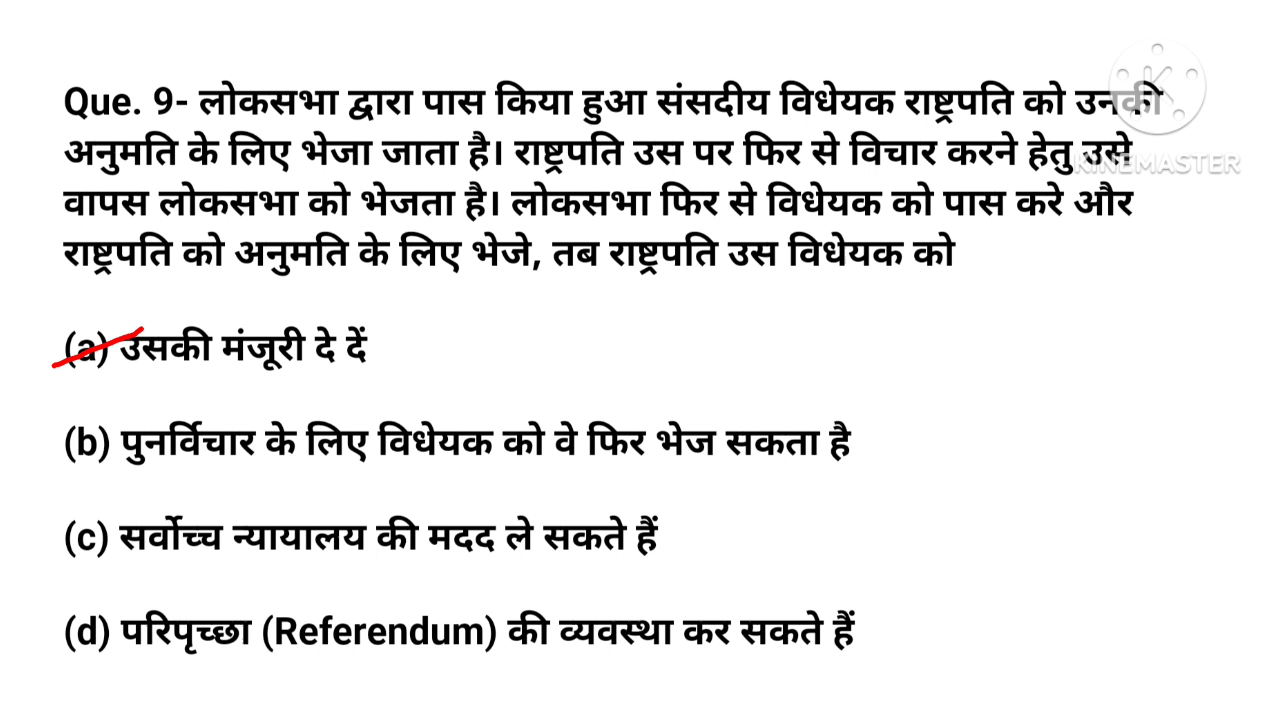 Que. 9- लोकसभा द्वारा पास किया हुआ संसदीय विधेयक राष्ट्रपति को उनकी
अनुमति के लिए भेजा जाता है। राष्ट्रपति उस पर फिर से विचार करने हेतु उसे
वापस लोकसभा को भेजता है। लोकसभा फिर से विधेयक को पास करे और
राष्ट्रपति को अनुमति के लिए भेजे, तब राष्ट्रपति उस विधेयक को
(a) उसकी मंजूरी दे दें
(b) पुनर्विचार के लिए विधेयक को वे फिर भेज सकता है
(c) सर्वोच्च न्यायालय की मदद ले सकते हैं
(d) परिपृच्छा (Referendum) की व्यवस्था कर सकते हैं
K
KINEMASTER